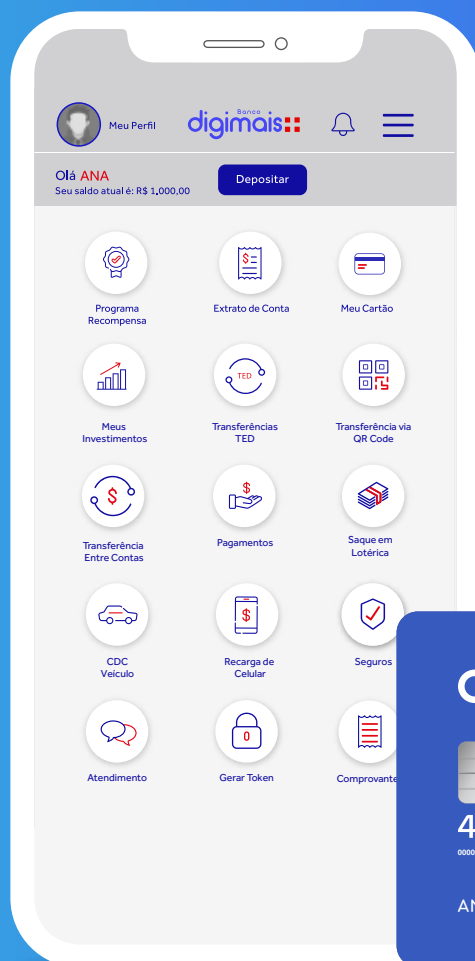 Meu Perfil
Banco
digimais
Olá ANA
Seu saldo atual é: R$ 1.000,00
Depositar
Programa
Recompensa
Extrato de Conta
Meu Cartão
Meus
Investimentos
TED
Transferências
TED
Transferência via
QR Code
Transferência
Entre Contas
Pagamentos
Saque em
Lotérica
CDC
Veículo
Recarga de
Celular
Seguros
Atendimento
Gerar Token
Comprovante
4
0000